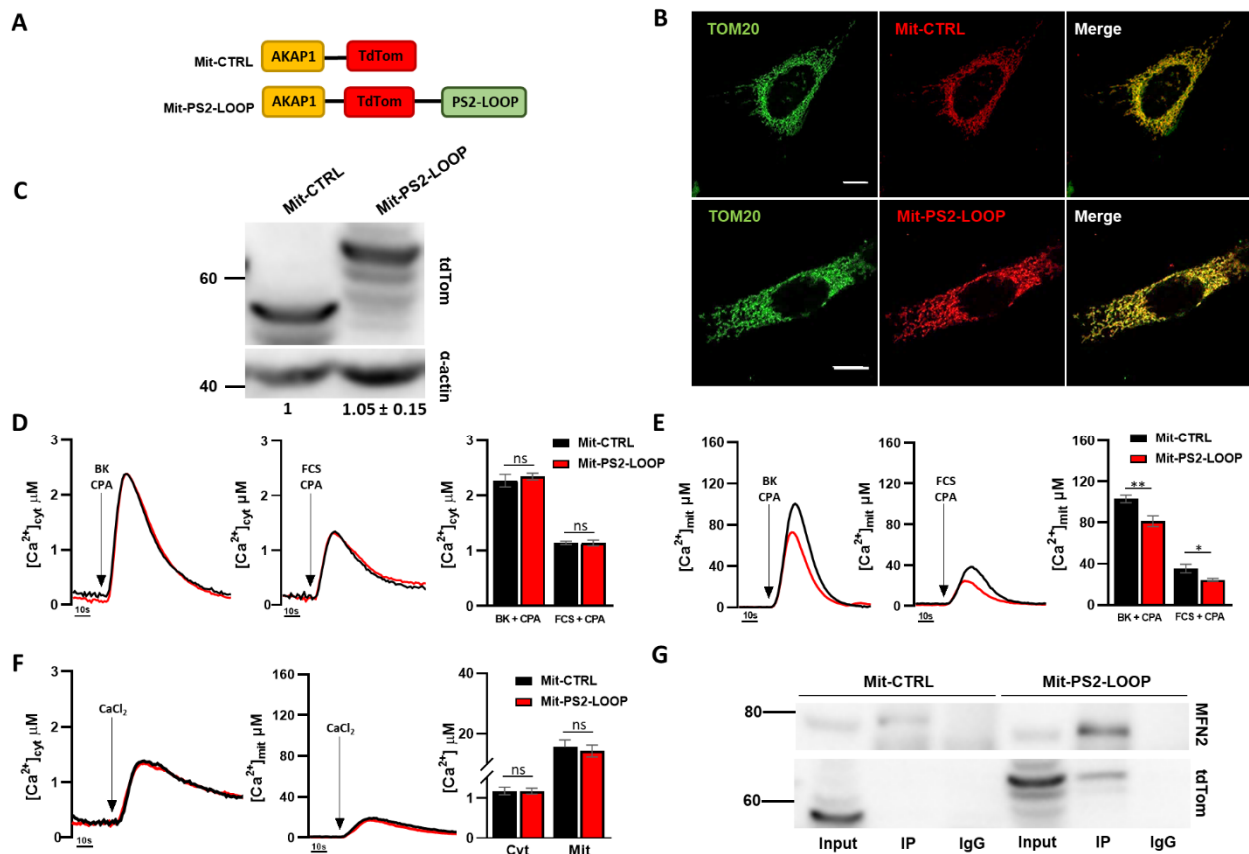 A
Mit-CTRL AKAP1 TdTom
Mit-PS2-LOOP AKAP1 TdTom PS2-LOOP
B
TOM20 Mit-CTRL Merge
TOM20 Mit-PS2-LOOP Merge
C
Mit-CTRL Mit-PS2-LOOP
60
tdTom
40
α-actin
1 1.05 ± 0.15
D
[Ca²⁺]cyt µM
3
2
1
0
BK
CPA
10s
[Ca²⁺]cyt µM
3
2
1
0
FCS
CPA
10s
[Ca²⁺]cyt µM
3
2
1
0
Mit-CTRL
Mit-PS2-LOOP
ns
ns
BK + CPA FCS + CPA
E
[Ca²⁺]mit µM
160
120
80
40
0
BK
CPA
10s
[Ca²⁺]mit µM
160
120
80
40
0
FCS
CPA
10s
[Ca²⁺]mit µM
160
120
80
40
0
Mit-CTRL
Mit-PS2-LOOP
**
*
BK + CPA FCS + CPA
F
[Ca²⁺]cyt µM
3
2
1
0
CaCl₂
10s
[Ca²⁺]mit µM
160
120
80
40
0
CaCl₂
10s
[Ca²⁺] µM
40
20
1
0
Mit-CTRL
Mit-PS2-LOOP
ns
ns
Cyt Mit
G
Mit-CTRL Mit-PS2-LOOP
80
MFN2
60
tdTom
Input IP IgG Input IP IgG